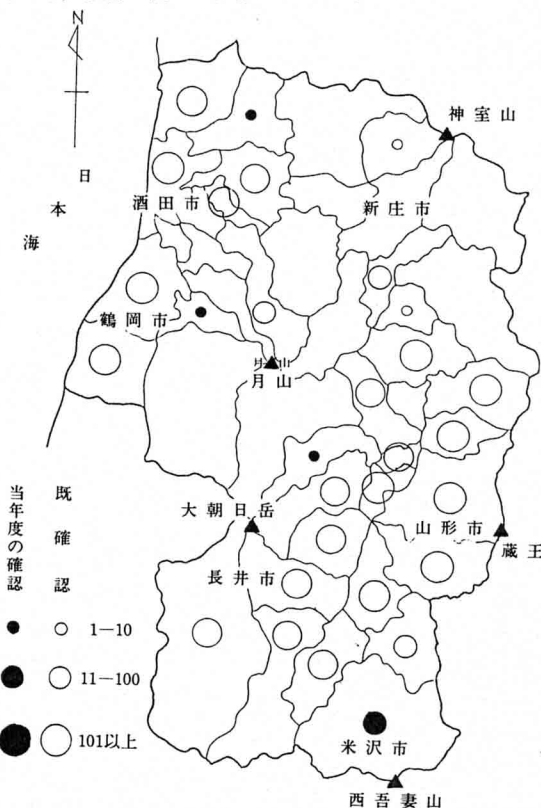 N
日本海
神室山
酒田市
新庄市
鶴岡市
月山
月山
大朝日岳
山形市
蔵王
長井市
米沢市
西吾妻山
当年度の確認
既確認
1—10
11—100
101以上